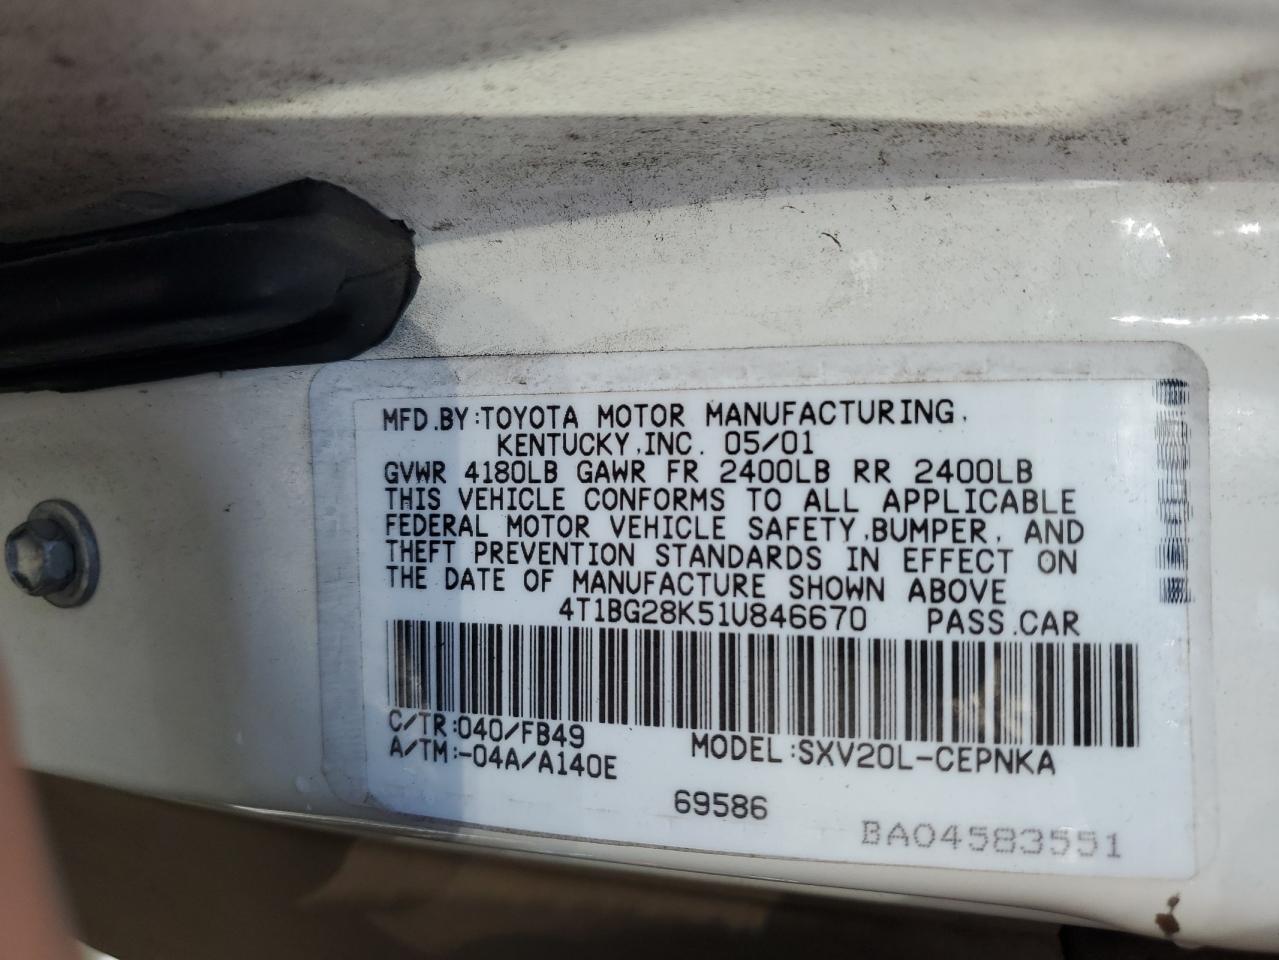 MFD.BY:TOYOTA MOTOR MANUFACTURING,
KENTUCKY,INC. 05/01
GVWR 4180LB GAWR FR 2400LB RR 2400LB
THIS VEHICLE CONFORMS TO ALL APPLICABLE
FEDERAL MOTOR VEHICLE SAFETY,BUMPER, AND
THEFT PREVENTION STANDARDS IN EFFECT ON
THE DATE OF MANUFACTURE SHOWN ABOVE
4T1BG28K51U846670 PASS.CAR
C/TR:040/FB49
A/TM:-04A/A140E
MODEL:SXV20L-CEPNKA
69586
BA04583551